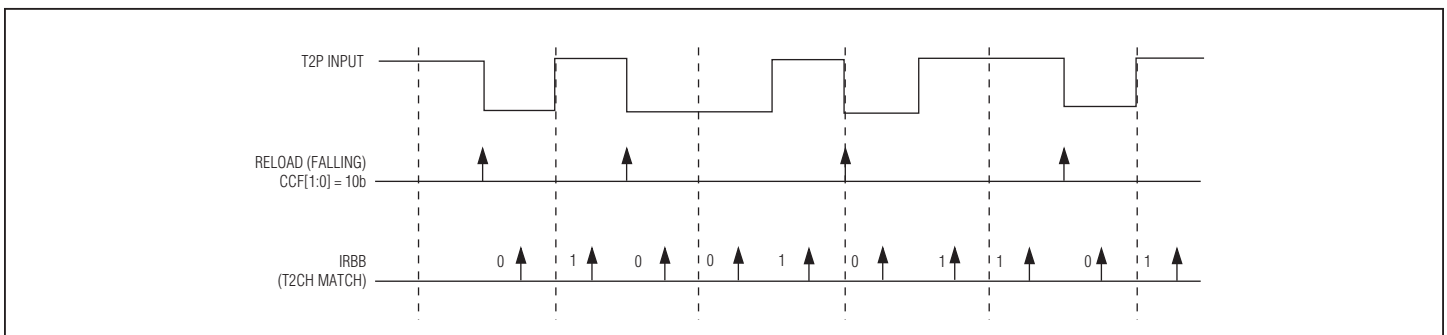 T2P INPUT
RELOAD (FALLING)
CCF[1:0] = 10b
IRBB
(T2CH MATCH)
0 1 0 0 1 0 1 1 0 1